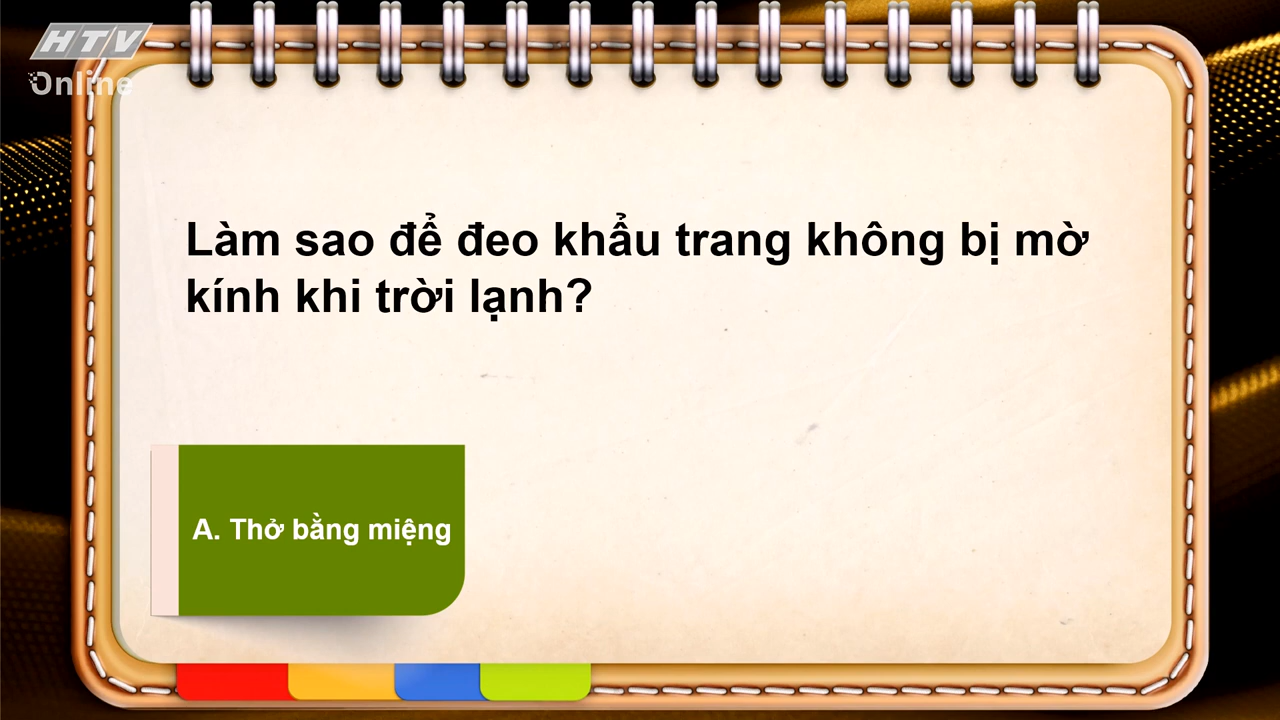 HTV
Online
Làm sao để đeo khẩu trang không bị mờ
kính khi trời lạnh?
A. Thở bằng miệng